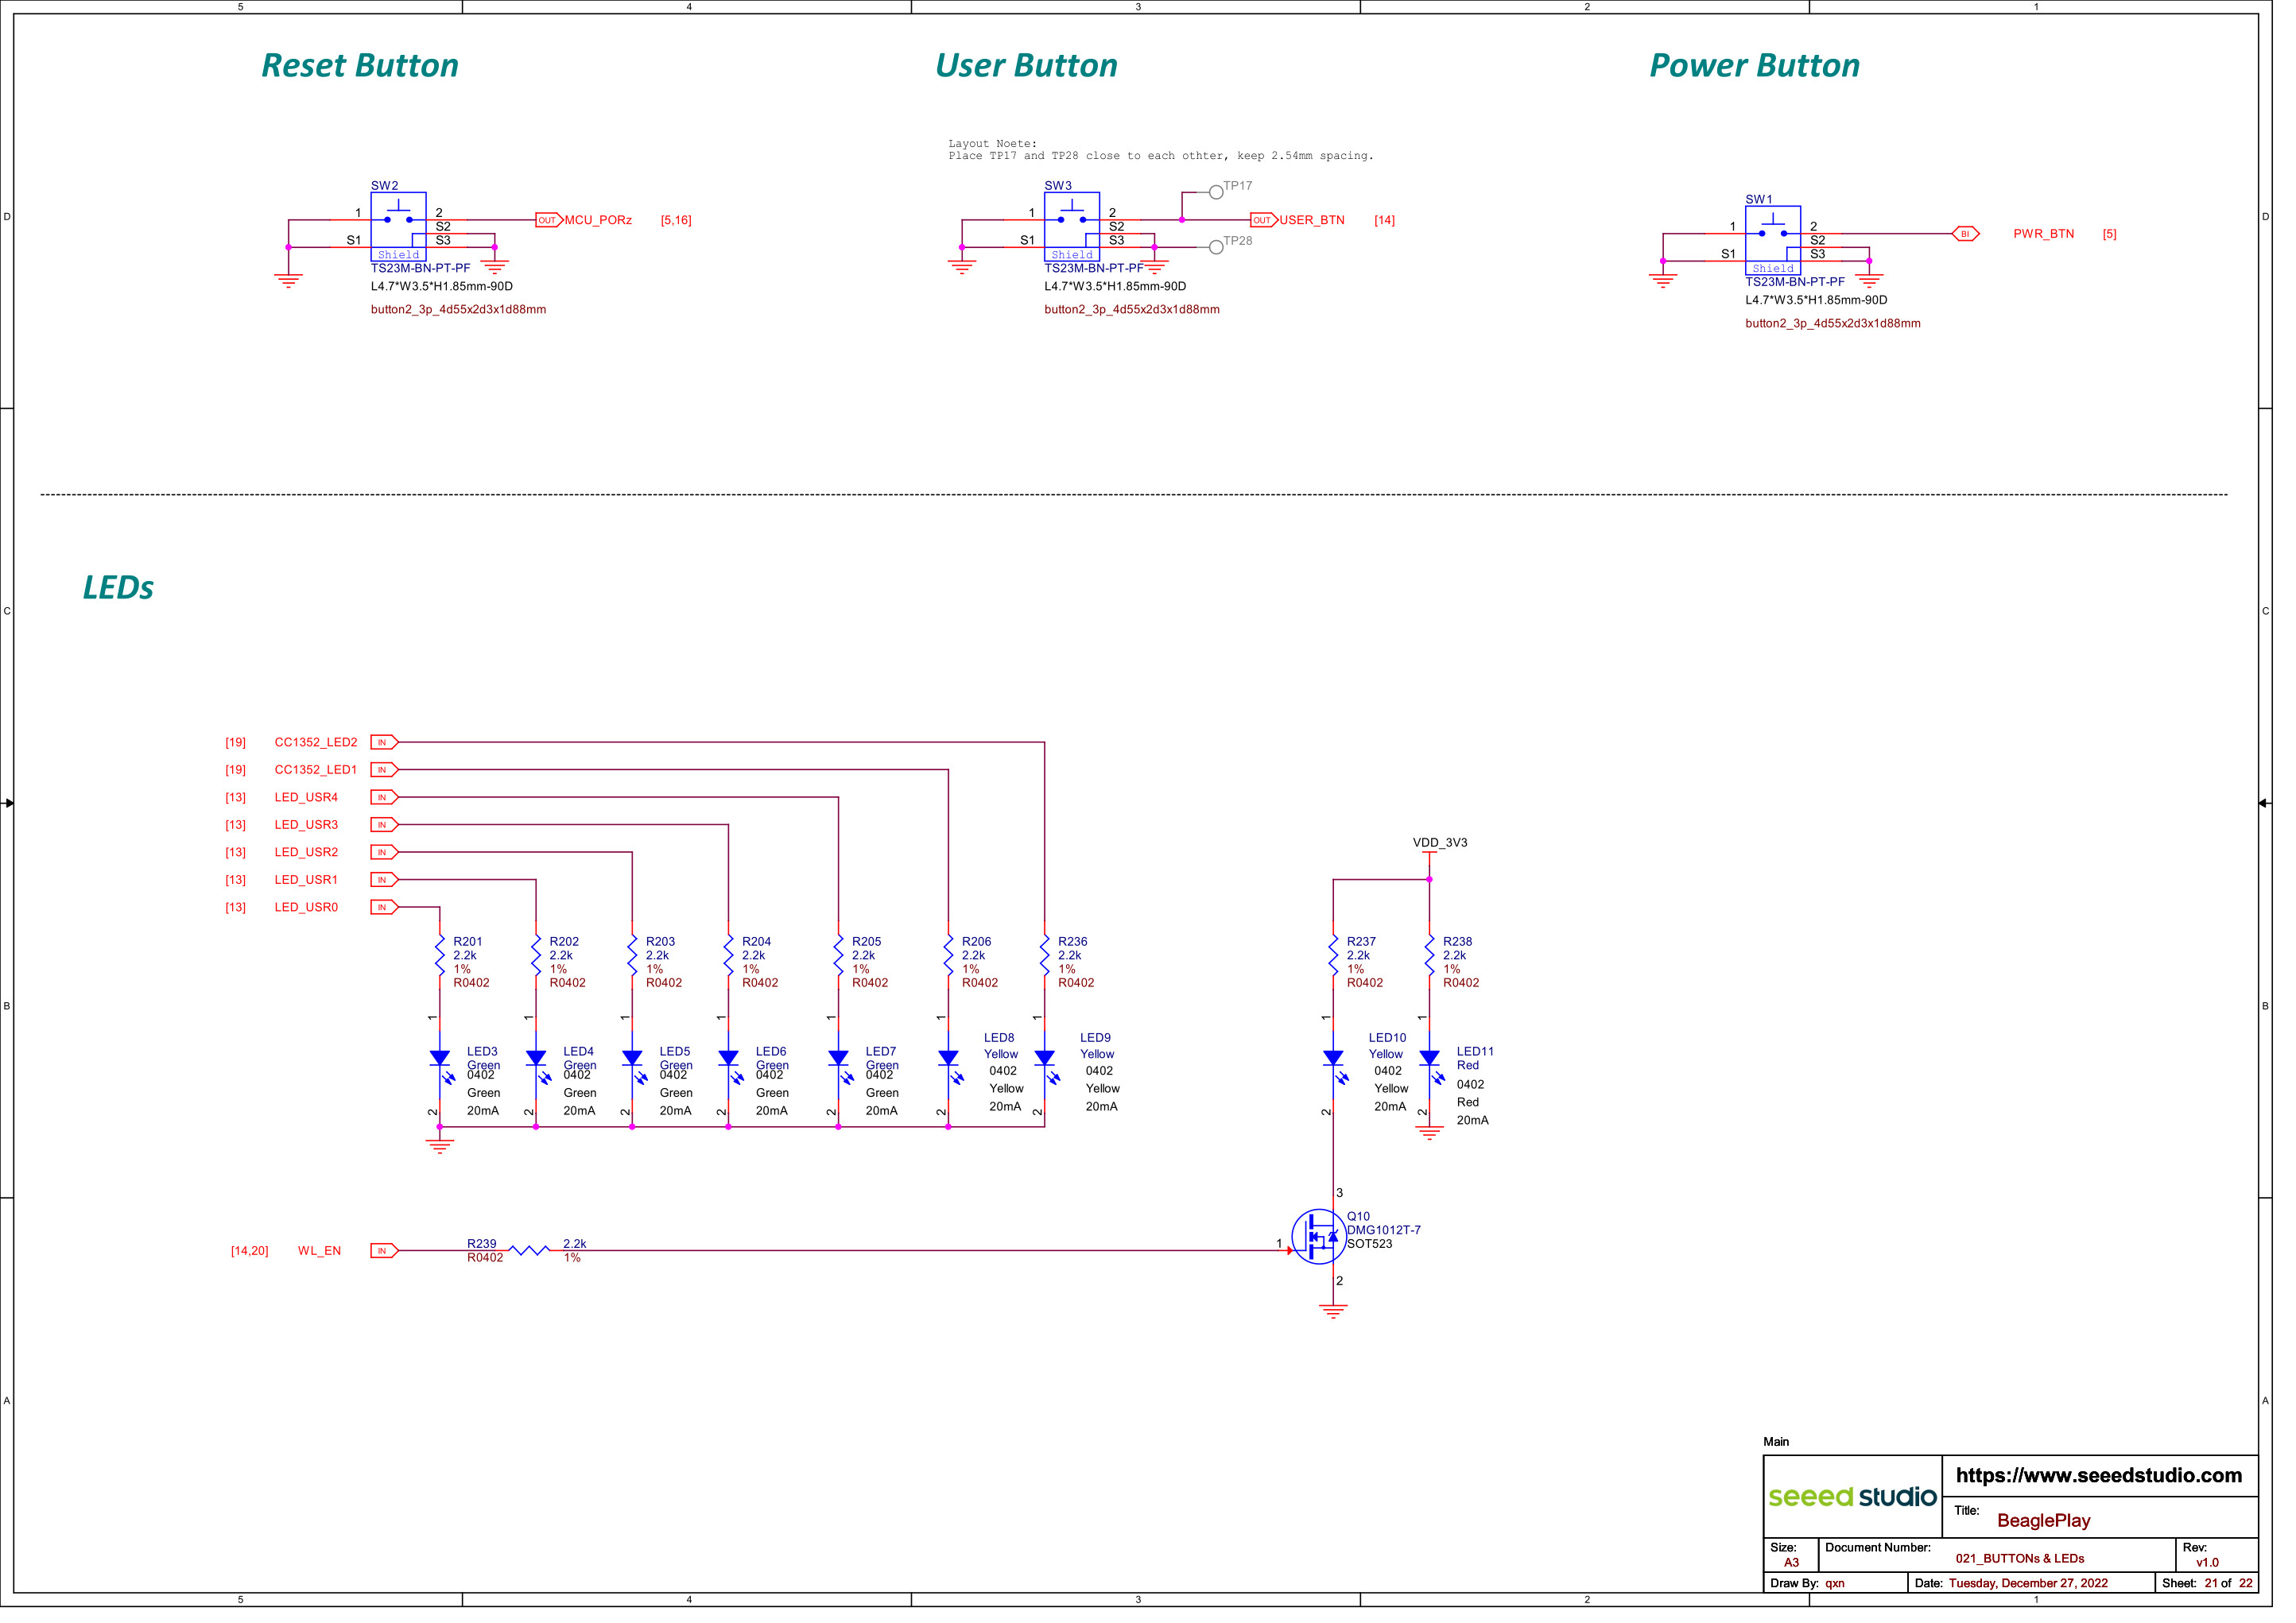 5 4 3 2 1
Reset Button
User Button
Power Button
Layout Noete:
Place TP17 and TP28 close to each othter, keep 2.54mm spacing.
D
D
SW2
1
2
S2
S1
S3
Shield
OUT
MCU_PORz
[5,16]
TS23M-BN-PT-PF
L4.7*W3.5*H1.85mm-90D
button2_3p_4d55x2d3x1d88mm
SW3
TP17
1
2
S2
S1
S3
Shield
OUT
USER_BTN
[14]
TP28
TS23M-BN-PT-PF
L4.7*W3.5*H1.85mm-90D
button2_3p_4d55x2d3x1d88mm
SW1
1
2
S2
S1
S3
Shield
BI
PWR_BTN
[5]
TS23M-BN-PT-PF
L4.7*W3.5*H1.85mm-90D
button2_3p_4d55x2d3x1d88mm
LEDs
C
C
[19] CC1352_LED2 IN
[19] CC1352_LED1 IN
[13] LED_USR4 IN
[13] LED_USR3 IN
[13] LED_USR2 IN
[13] LED_USR1 IN
[13] LED_USR0 IN
VDD_3V3
R201
2.2k
1%
R0402
R202
2.2k
1%
R0402
R203
2.2k
1%
R0402
R204
2.2k
1%
R0402
R205
2.2k
1%
R0402
R206
2.2k
1%
R0402
R236
2.2k
1%
R0402
R237
2.2k
1%
R0402
R238
2.2k
1%
R0402
B
B
1
LED3
Green
0402
Green
20mA
2
1
LED4
Green
0402
Green
20mA
2
1
LED5
Green
0402
Green
20mA
2
1
LED6
Green
0402
Green
20mA
2
1
LED7
Green
0402
Green
20mA
2
1
LED8
Yellow
0402
Yellow
20mA
2
1
LED9
Yellow
0402
Yellow
20mA
2
1
LED10
Yellow
0402
Yellow
20mA
2
1
LED11
Red
0402
Red
20mA
2
[14,20] WL_EN IN
R239
R0402
2.2k
1%
3
1
Q10
DMG1012T-7
SOT523
2
A
A
Main
seeed studio
https://www.seeedstudio.com
Title:
BeaglePlay
Size:
A3
Document Number:
021_BUTTONs & LEDs
Rev:
v1.0
Draw By: qxn
Date: Tuesday, December 27, 2022
Sheet: 21 of 22
5 4 3 2 1